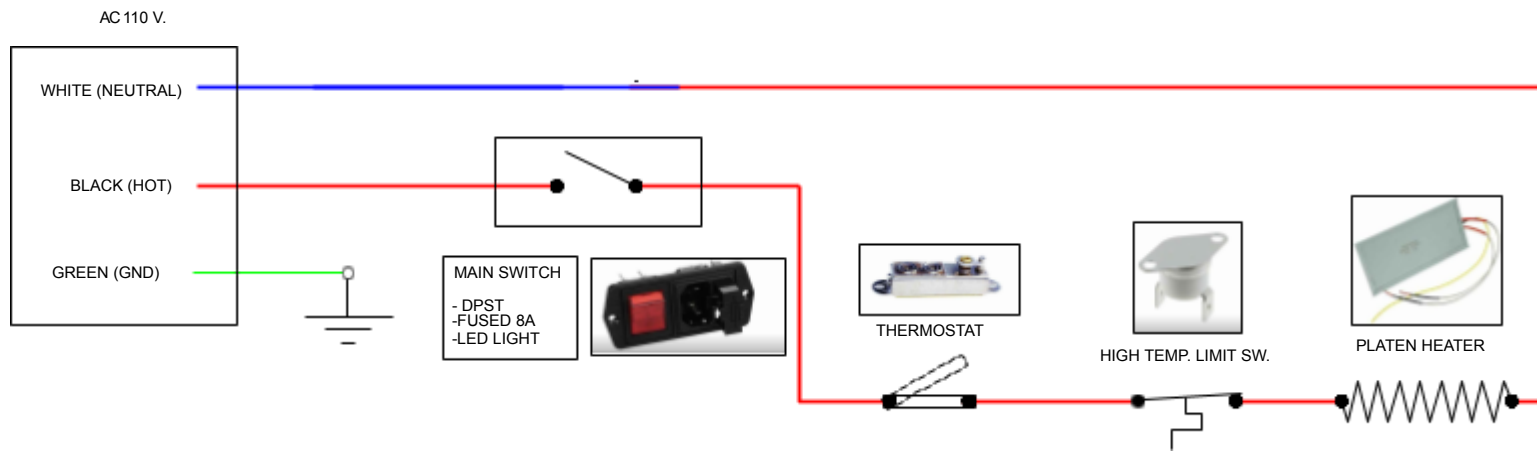 AC 110 V.
WHITE (NEUTRAL)
BLACK (HOT)
GREEN (GND)
MAIN SWITCH
- DPST
-FUSED 8A
-LED LIGHT
THERMOSTAT
HIGH TEMP. LIMIT SW.
PLATEN HEATER